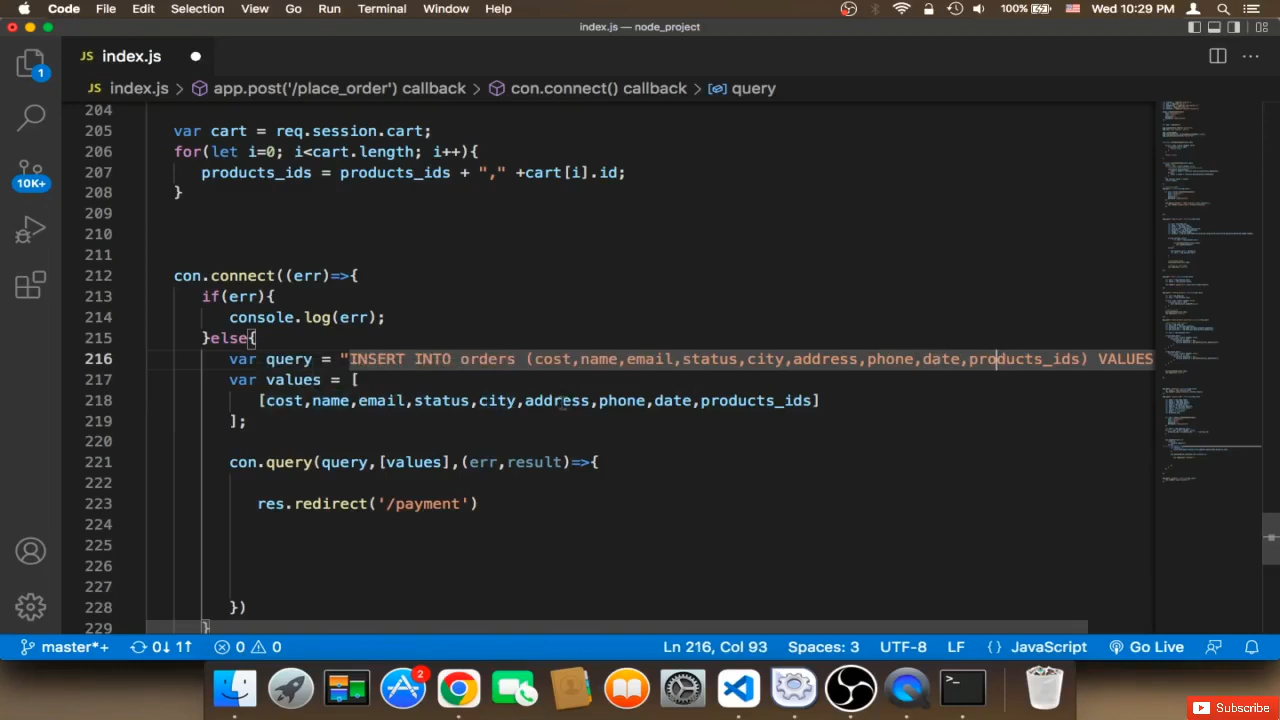 Code File Edit Selection View Go Run Terminal Window Help 100% Wed 10:29 PM
index.js — node_project
JS index.js
JS index.js > app.post('/place_order') callback > con.connect() callback > query
204
205 var cart = req.session.cart;
206 for(let i=0; i<cart.length; i++){
207 products_ids = products_ids + "," +cart[i].id;
208 }
209
210
211
212 con.connect((err)=>{
213 if(err){
214 console.log(err);
215 }else{
216 var query = "INSERT INTO orders (cost,name,email,status,city,address,phone,date,products_ids) VALUES
217 var values = [
218 [cost,name,email,status,city,address,phone,date,products_ids]
219 ];
220
221 con.query(query,[values],(err,result)=>{
222
223 res.redirect('/payment')
224
225
226
227
228 })
229 }
1
10K+
master*+ 0↓ 1↑ 0 0 Ln 216, Col 93 Spaces: 3 UTF-8 LF {} JavaScript Go Live
2
Subscribe